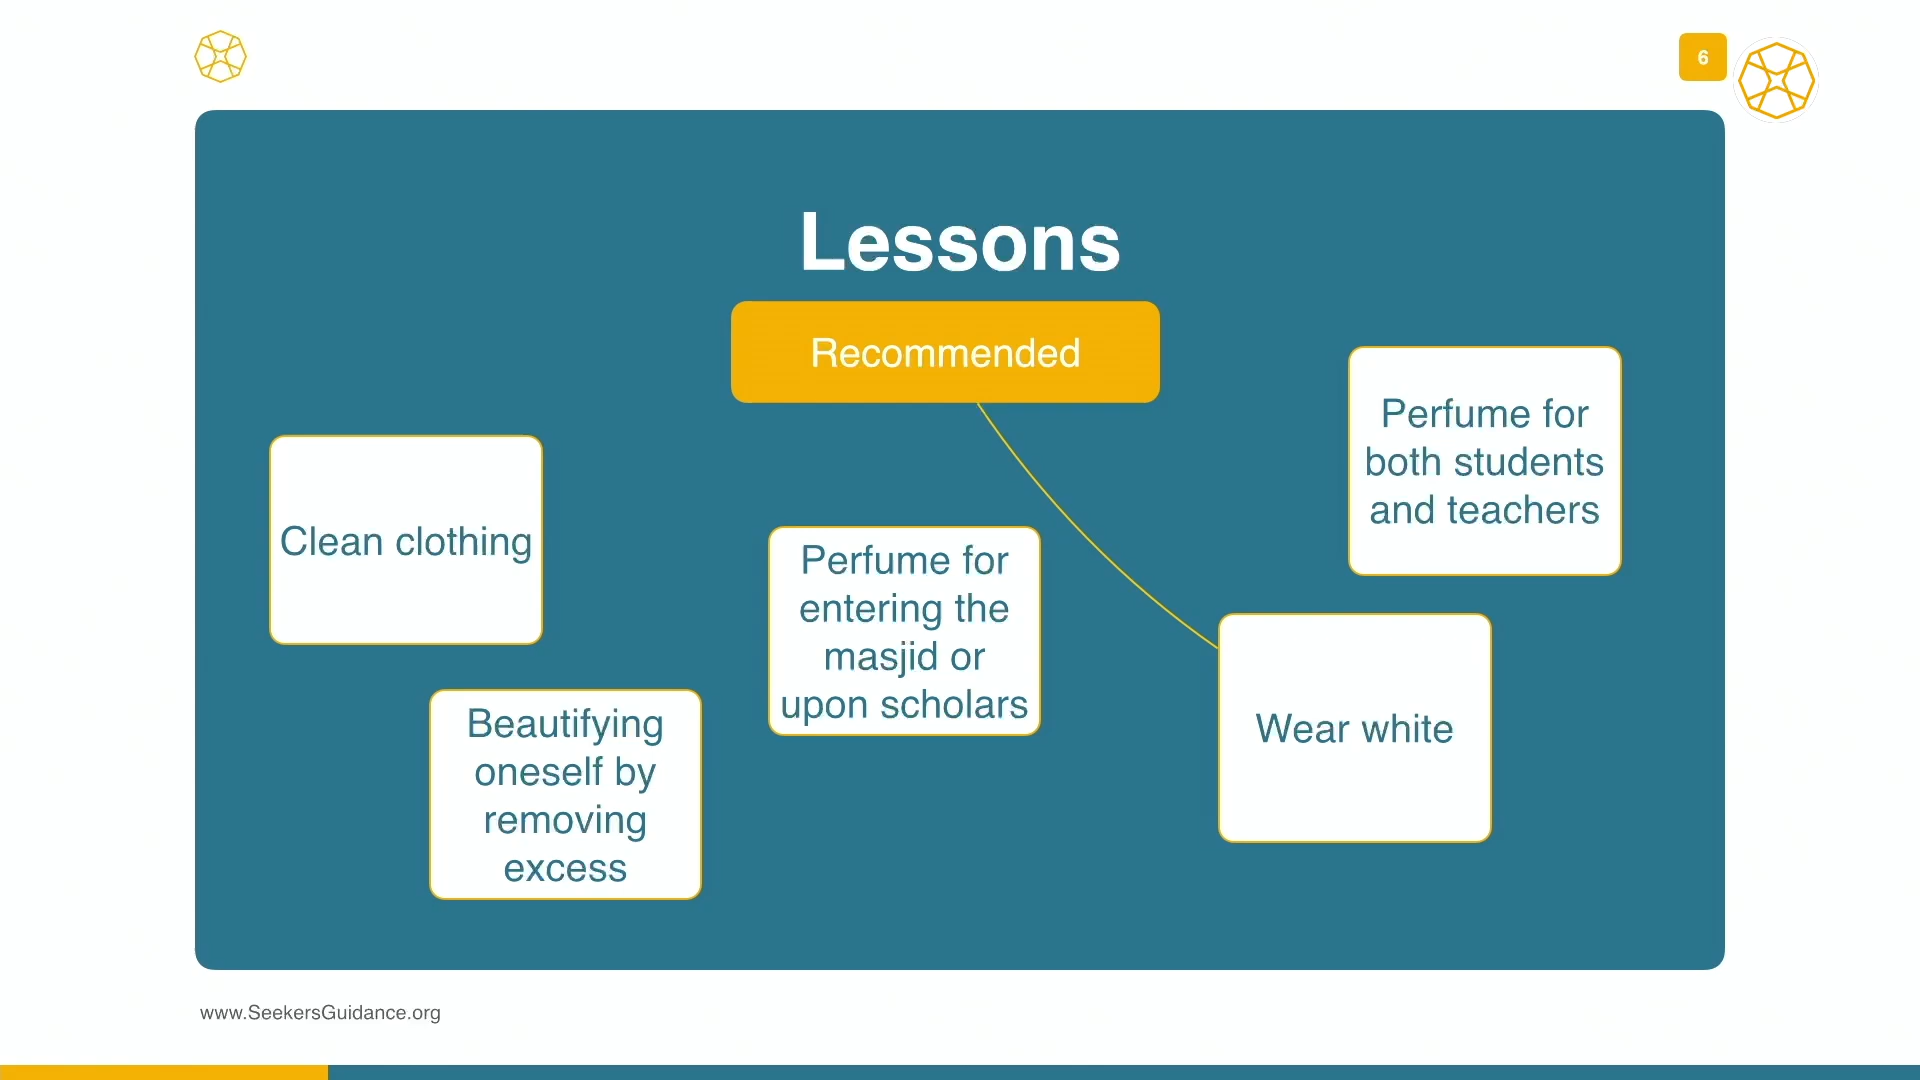 6
Lessons
Recommended
Perfume for
both students
and teachers
Clean clothing
Perfume for
entering the
masjid or
upon scholars
Wear white
Beautifying
oneself by
removing
excess
www.SeekersGuidance.org